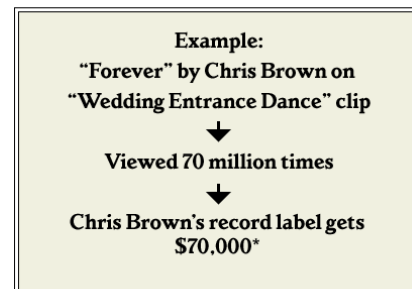 Example:
“Forever” by Chris Brown on
“Wedding Entrance Dance” clip
Viewed 70 million times
Chris Brown’s record label gets
$70,000*